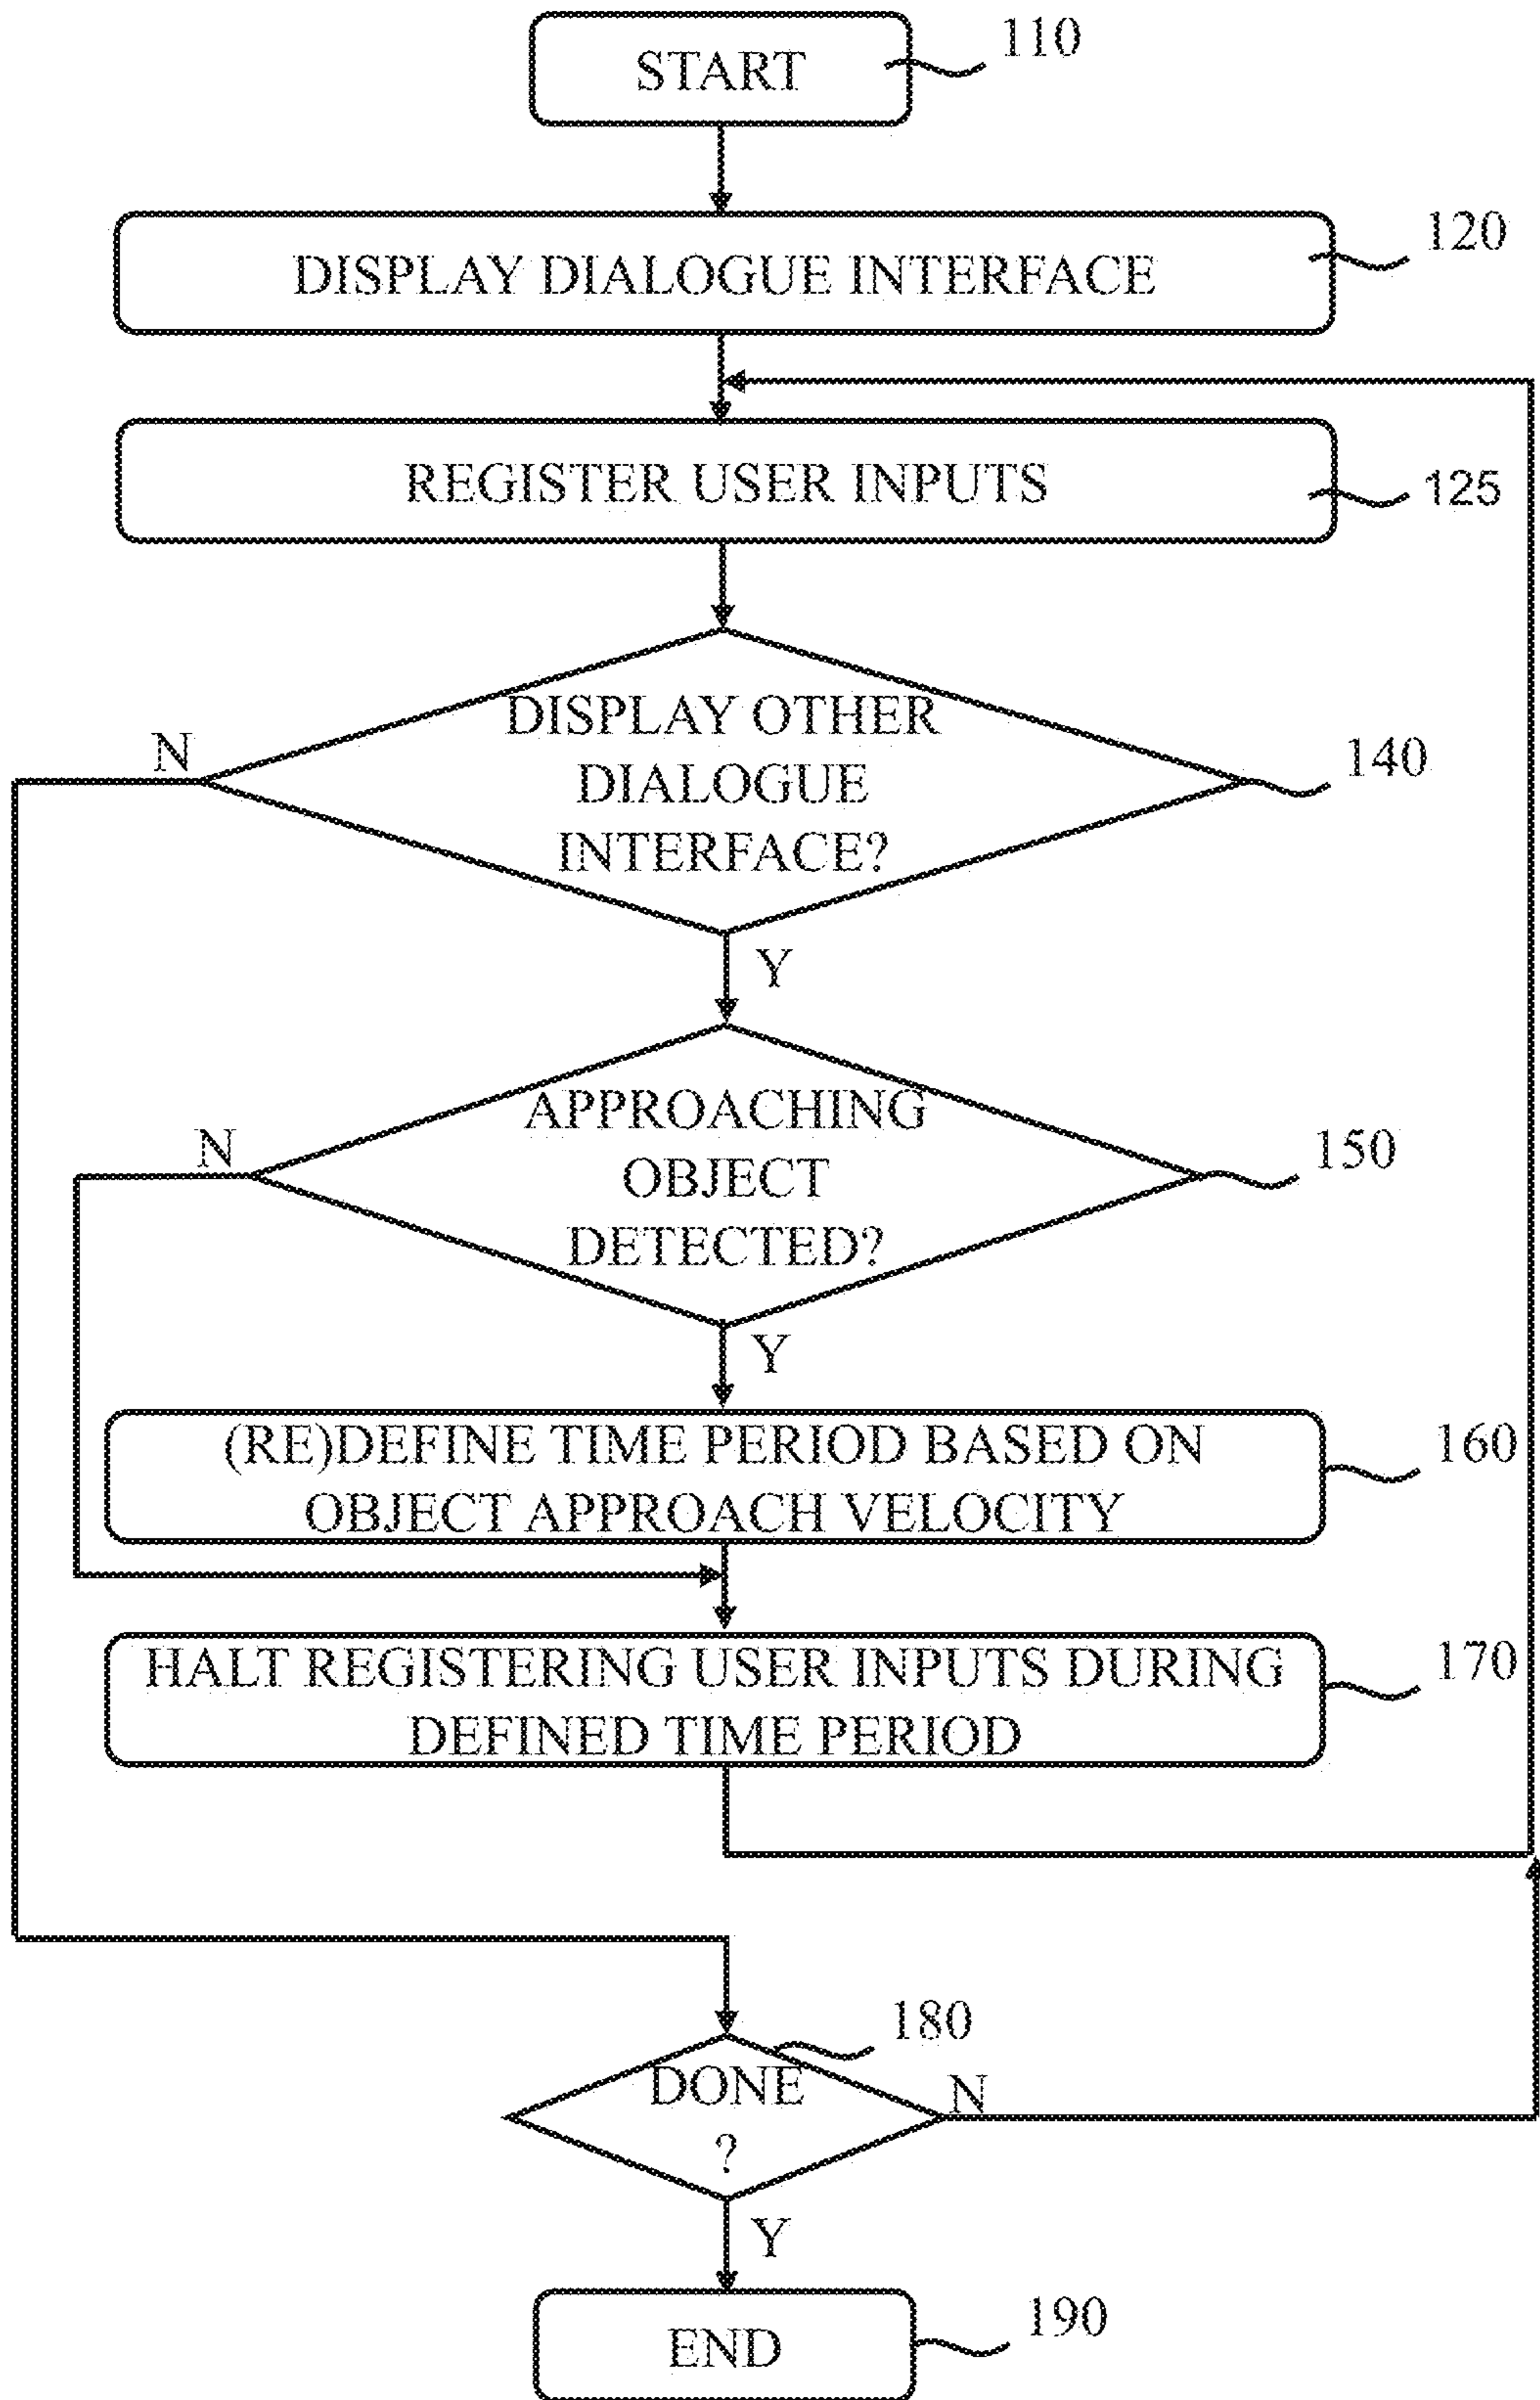 START
110
DISPLAY DIALOGUE INTERFACE
120
REGISTER USER INPUTS
125
DISPLAY OTHER
DIALOGUE
INTERFACE?
N
140
Y
APPROACHING
OBJECT
DETECTED?
N
150
Y
(RE)DEFINE TIME PERIOD BASED ON
OBJECT APPROACH VELOCITY
160
HALT REGISTERING USER INPUTS DURING
DEFINED TIME PERIOD
170
180
DONE
?
N
Y
END
190